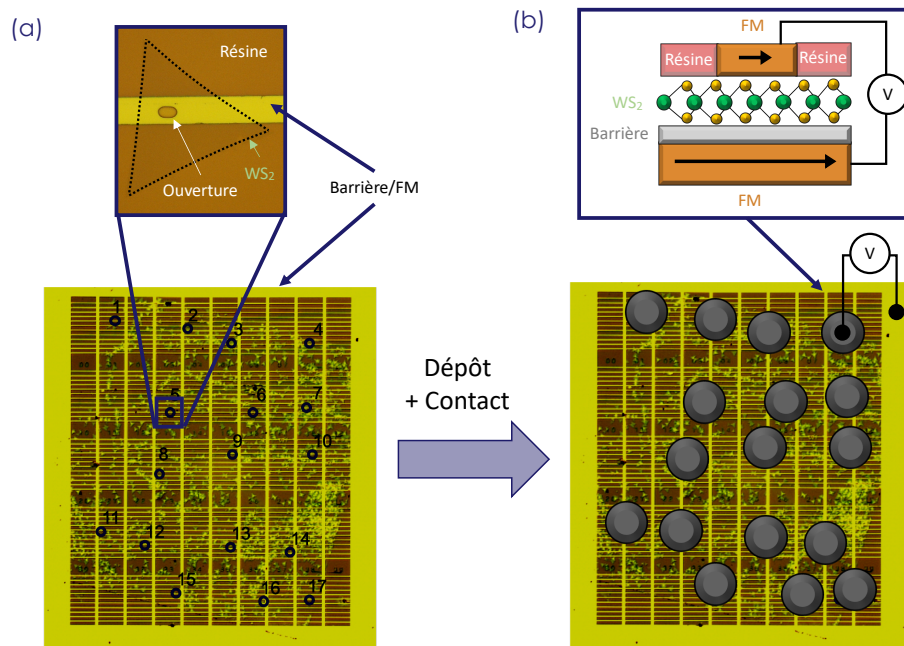 (a)
Résine
Ouverture
WS2
Barrière/FM
1
2
3
4
5
6
7
8
9
10
11
12
13
14
15
16
17
Dépôt
+ Contact
(b)
FM
Résine
Résine
V
WS2
Barrière
FM
V